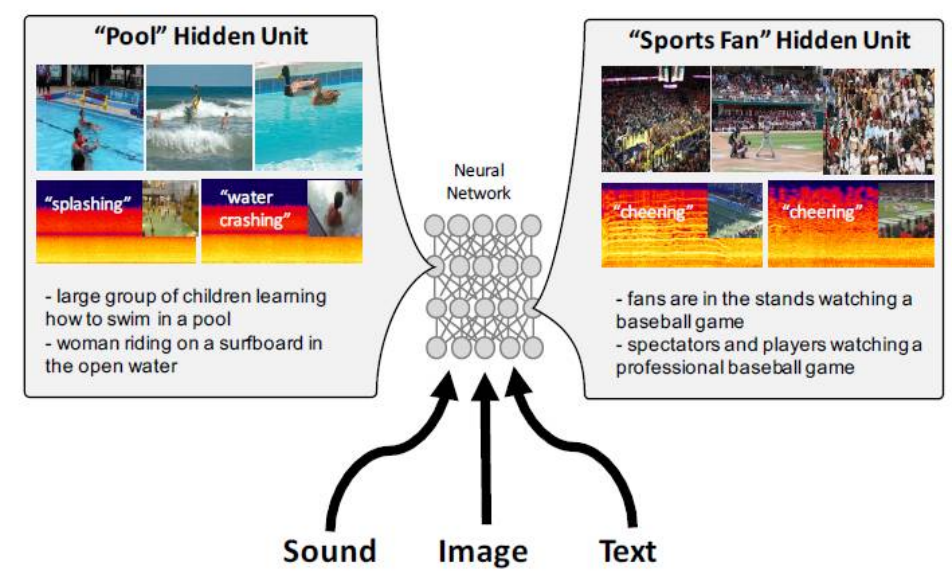 “Pool” Hidden Unit
“splashing”
“water
crashing”
- large group of children learning
how to swim in a pool
- woman riding on a surfboard in
the open water
Neural
Network
“Sports Fan” Hidden Unit
“cheering”
“cheering”
- fans are in the stands watching a
baseball game
- spectators and players watching a
professional baseball game
Sound
Image
Text